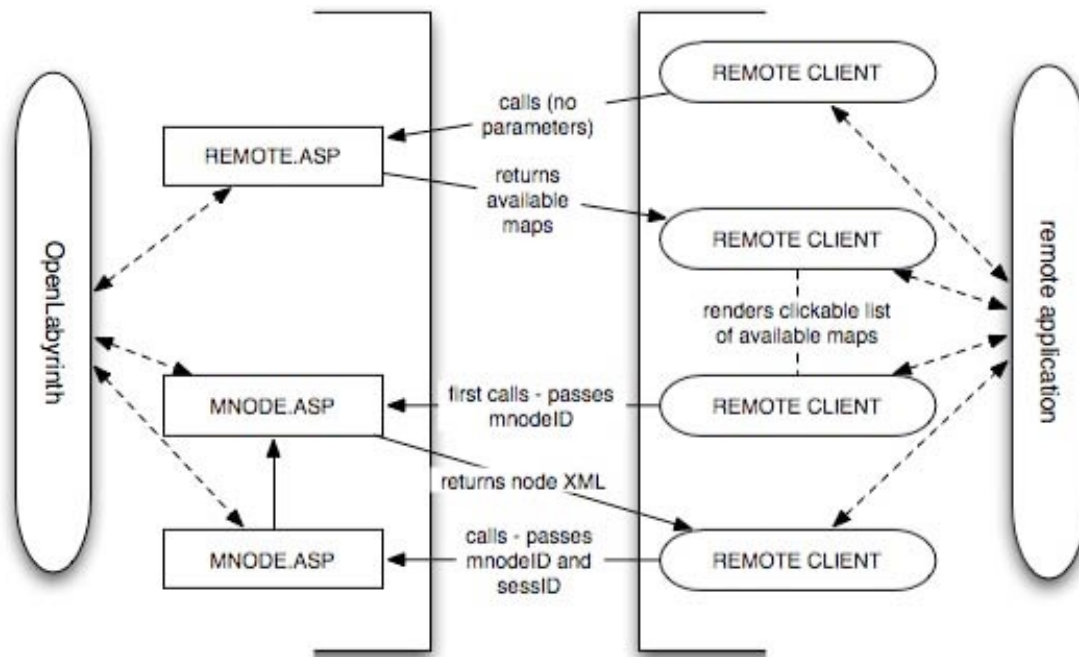 REMOTE CLIENT
calls (no
parameters)
REMOTE.ASP
returns
available
maps
REMOTE CLIENT
OpenLabyrinth
remote application
renders clickable list
of available maps
MNODE.ASP
first calls - passes
mnodeID
REMOTE CLIENT
returns node XML
MNODE.ASP
calls - passes
mnodeID and
sessID
REMOTE CLIENT